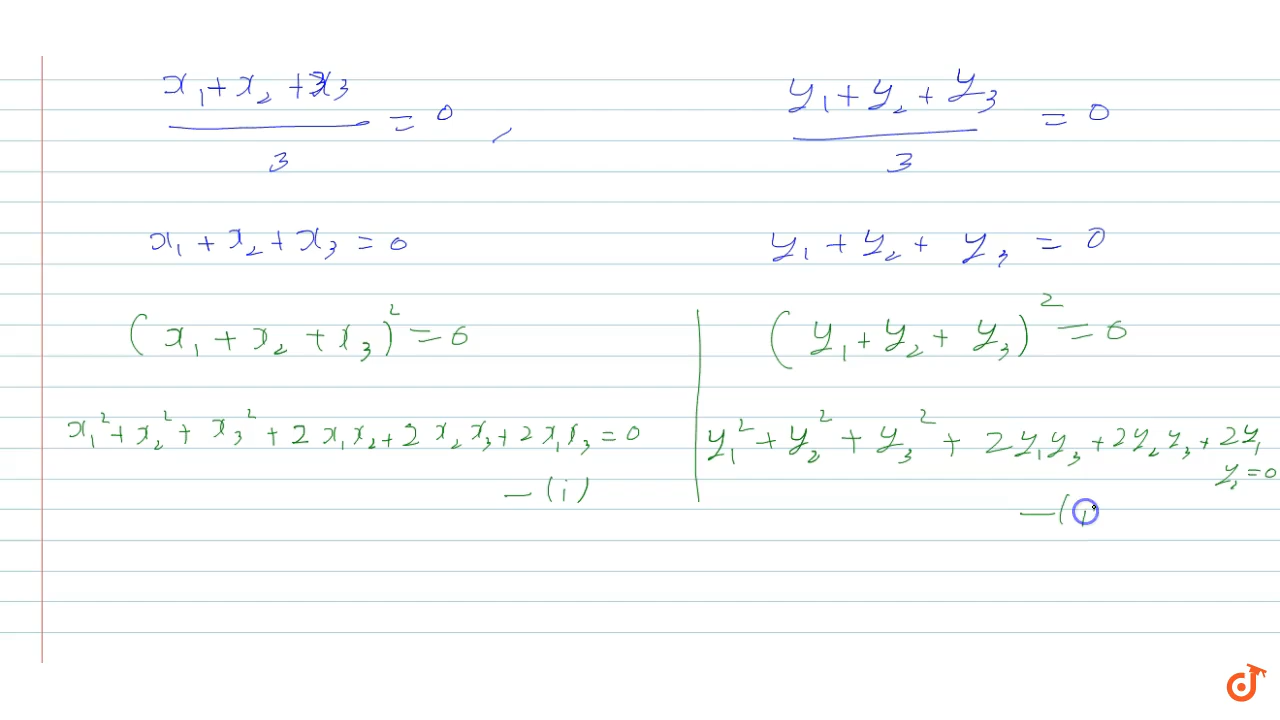 (x₁ + x₂ + x₃)/3 = 0 ,
x₁ + x₂ + x₃ = 0
(x₁ + x₂ + x₃)² = 0
x₁² + x₂² + x₃² + 2x₁x₂ + 2x₂x₃ + 2x₁x₃ = 0
— (i)
(y₁ + y₂ + y₃)/3 = 0
y₁ + y₂ + y₃ = 0
(y₁ + y₂ + y₃)² = 0
y₁² + y₂² + y₃² + 2y₁y₃ + 2y₂y₃ + 2y₁
y₂ = 0
— (i